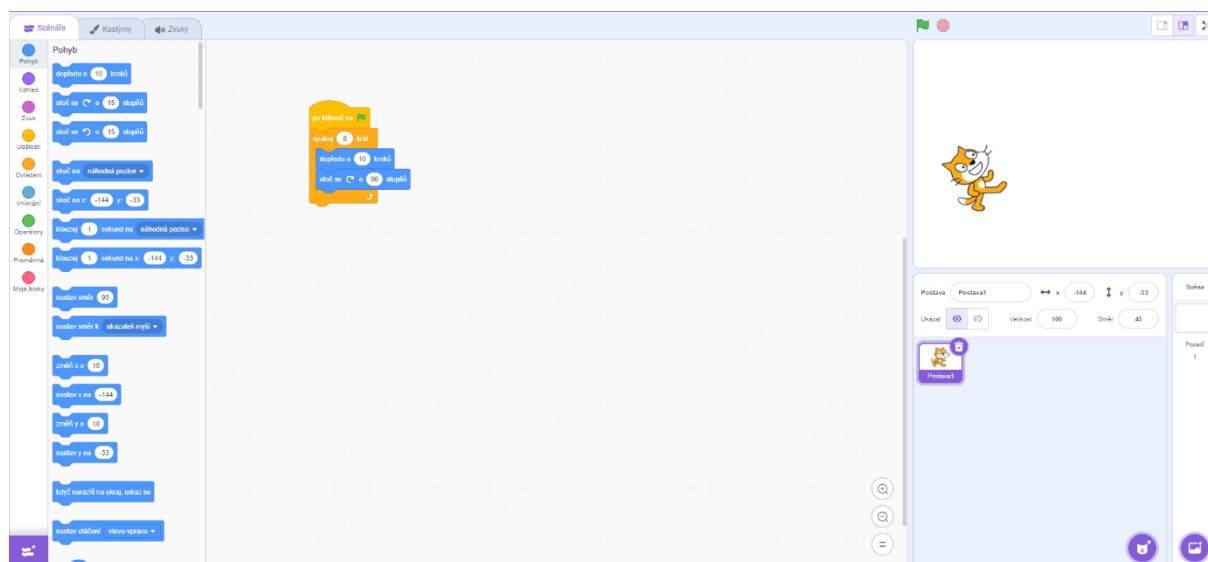 Scénáře
Kostýmy
Zvuky
Pohyb
Vzhled
Zvuk
Události
Ovládání
Vnímání
Operátory
Proměnné
Moje bloky
Pohyb
dopředu o 10 kroků
otoč se o 15 stupňů
otoč se o 15 stupňů
skoč na náhodná pozice
skoč na x: -144 y: -33
klouzej 1 sekund na náhodná pozice
klouzej 1 sekund na x: -144 y: -33
nastav směr 90
nastav směr k ukazateli myši
změň x o 10
nastav x na -144
změň y o 10
nastav y na -33
když narazíš na okraj, odraz se
nastav otáčení vlevo-vpravo
po kliknutí na
opakuj 8 krát
dopředu o 10 kroků
otoč se o 90 stupňů
Postava Postava1 x -144 y -33
Ukázat Velikost 100 Směr 45
Postava1
Scéna
Pozadí
1